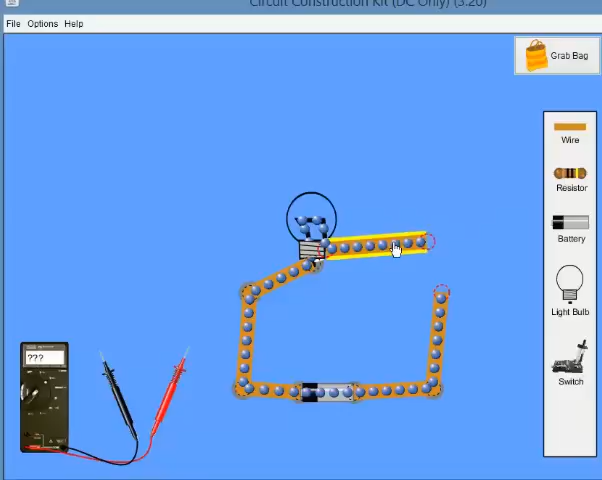 Circuit Construction Kit (DC Only) (3.20)
File Options Help
Grab Bag
Wire
Resistor
Battery
Light Bulb
Switch
???